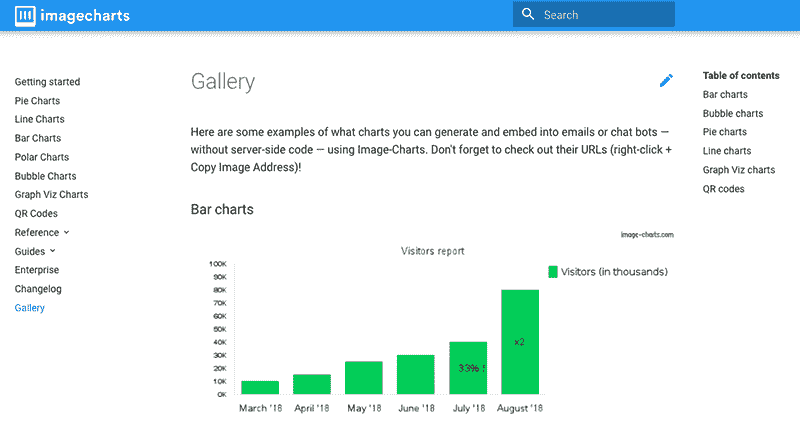 imagecharts
Search
Getting started
Pie Charts
Line Charts
Bar Charts
Polar Charts
Bubble Charts
Graph Viz Charts
QR Codes
Reference
Guides
Enterprise
Changelog
Gallery
Gallery
Here are some examples of what charts you can generate and embed into emails or chat bots —
without server-side code — using Image-Charts. Don't forget to check out their URLs (right-click +
Copy Image Address)!
Bar charts
image-charts.com
Visitors report
Visitors (in thousands)
100K
90K
80K
70K
60K
50K
40K
30K
20K
10K
0K
33% :
x2
March '18
April '18
May '18
June '18
July '18
August '18
Table of contents
Bar charts
Bubble charts
Pie charts
Line charts
Graph Viz charts
QR codes